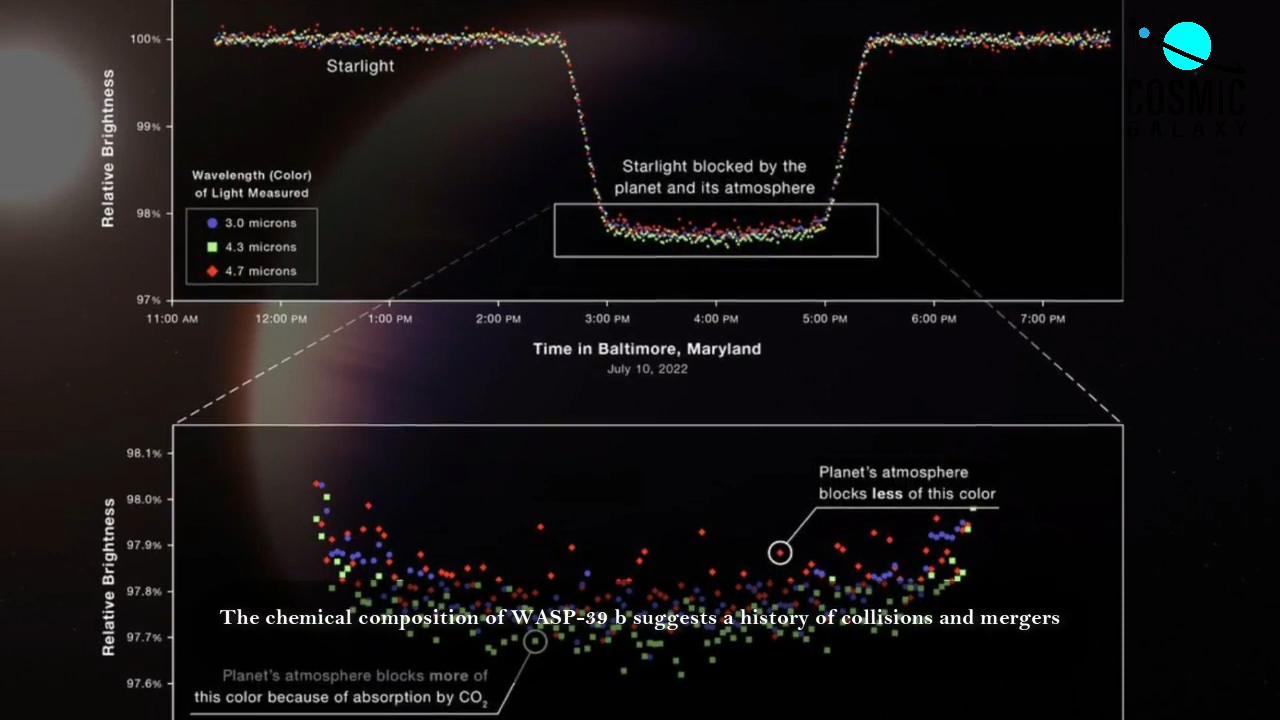 100%
Starlight
COSMIC
GALAXY
99%
Relative Brightness
Starlight blocked by the
planet and its atmosphere
Wavelength (Color)
of Light Measured
3.0 microns
4.3 microns
4.7 microns
98%
97%
11:00 AM 12:00 PM 1:00 PM 2:00 PM 3:00 PM 4:00 PM 5:00 PM 6:00 PM 7:00 PM
Time in Baltimore, Maryland
July 10, 2022
98.1%
98.0%
97.9%
97.8%
97.7%
97.6%
Relative Brightness
Planet's atmosphere
blocks less of this color
The chemical composition of WASP-39 b suggests a history of collisions and mergers
Planet's atmosphere blocks more of
this color because of absorption by CO₂